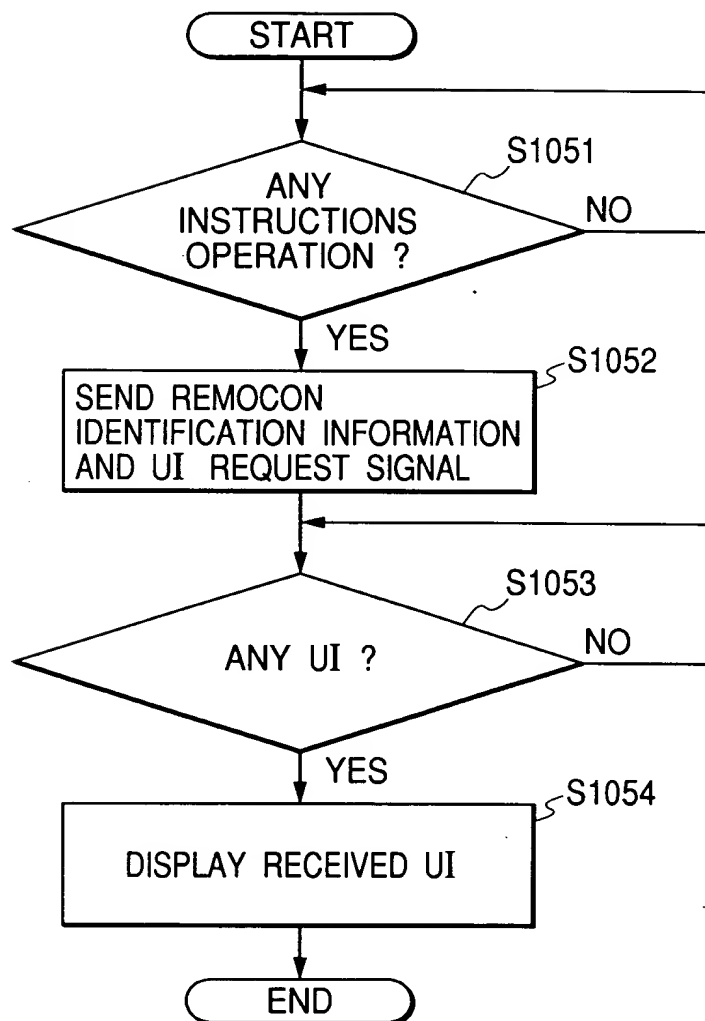 START
S1051
ANY
INSTRUCTIONS
OPERATION ?
NO
YES
S1052
SEND REMOCON
IDENTIFICATION INFORMATION
AND UI REQUEST SIGNAL
S1053
ANY UI ?
NO
YES
S1054
DISPLAY RECEIVED UI
END